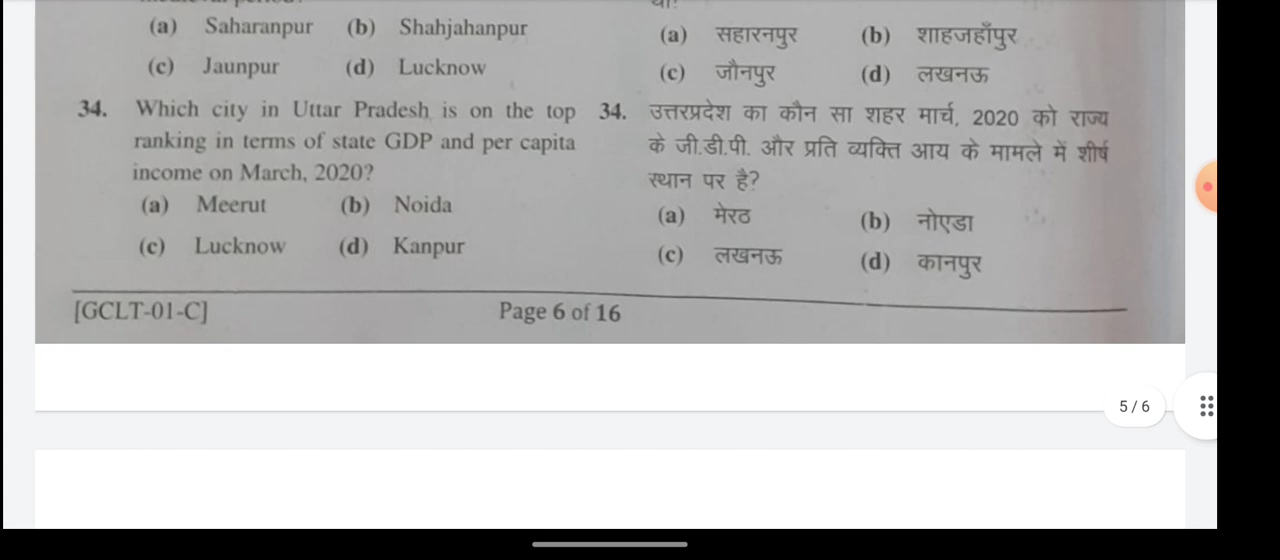 (a) Saharanpur (b) Shahjahanpur
(c) Jaunpur (d) Lucknow
34. Which city in Uttar Pradesh is on the top
ranking in terms of state GDP and per capita
income on March, 2020?
(a) Meerut (b) Noida
(c) Lucknow (d) Kanpur
(a) सहारनपुर (b) शाहजहाँपुर
(c) जौनपुर (d) लखनऊ
34. उत्तरप्रदेश का कौन सा शहर मार्च, 2020 को राज्य
के जी.डी.पी. और प्रति व्यक्ति आय के मामले में शीर्ष
स्थान पर है?
(a) मेरठ (b) नोएडा
(c) लखनऊ (d) कानपुर
[GCLT-01-C] Page 6 of 16
5 / 6